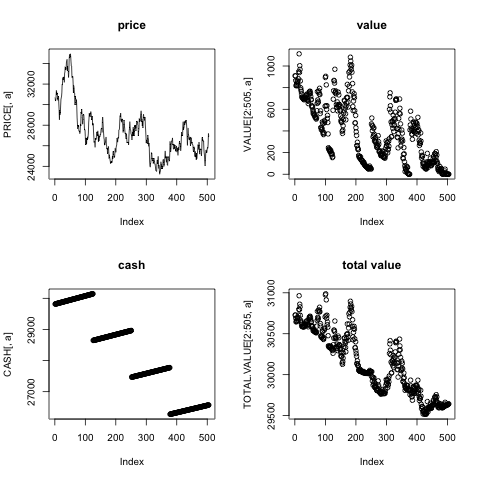 price
PRICE[, a]
24000 28000 32000
0 100 200 300 400 500
Index
value
VALUE[2:505, a]
0 200 600 1000
0 100 200 300 400 500
Index
cash
CASH[, a]
27000 29000
0 100 200 300 400 500
Index
total value
TOTAL.VALUE[2:505, a]
29500 30000 30500 31000
0 100 200 300 400 500
Index